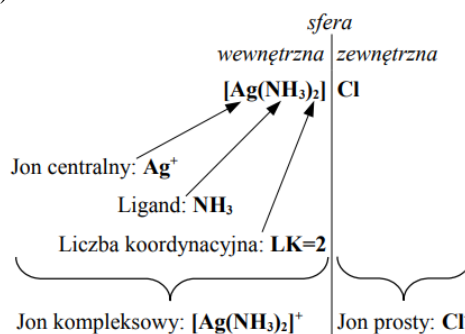 )
sfera
wewnętrzna zewnętrzna
[Ag(NH₃)₂] Cl
Jon centralny: Ag⁺
Ligand: NH₃
Liczba koordynacyjna: LK=2
Jon kompleksowy: [Ag(NH₃)₂]⁺ Jon prosty: Cl